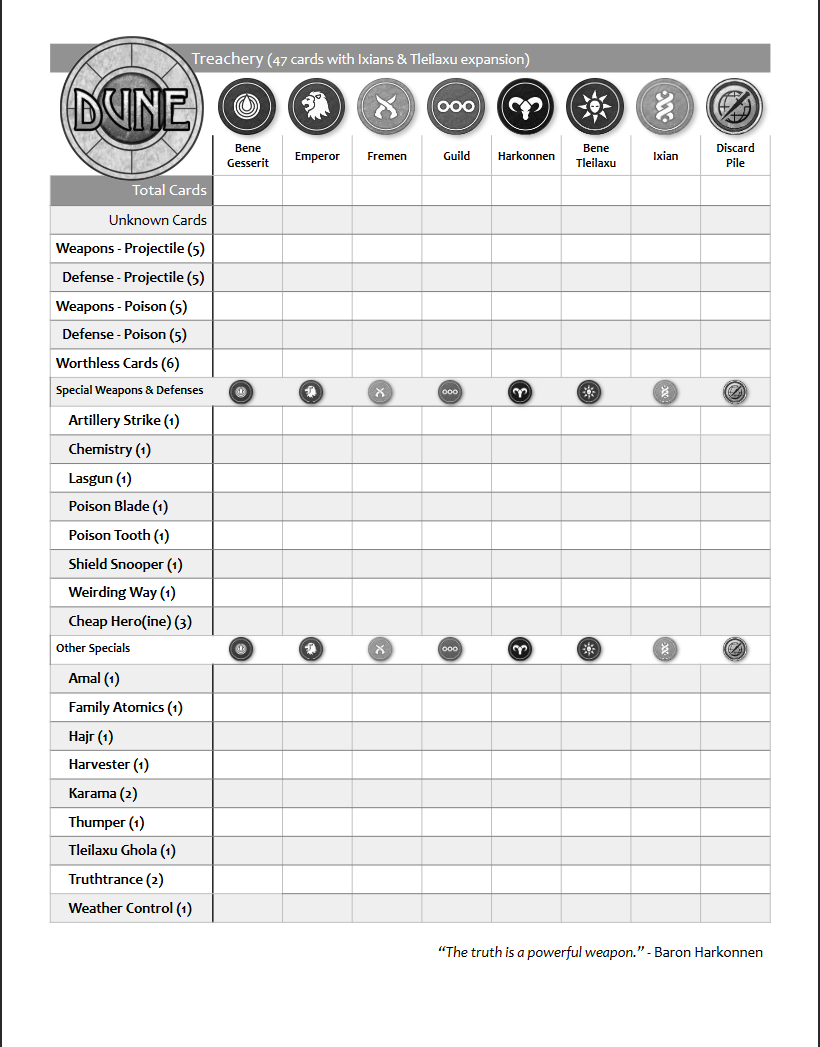 Treachery (47 cards with Ixians & Tleilaxu expansion)
DUNE
Bene Gesserit
Emperor
Fremen
Guild
Harkonnen
Bene Tleilaxu
Ixian
Discard Pile
Total Cards
Unknown Cards
Weapons - Projectile (5)
Defense - Projectile (5)
Weapons - Poison (5)
Defense - Poison (5)
Worthless Cards (6)
Special Weapons & Defenses
Artillery Strike (1)
Chemistry (1)
Lasgun (1)
Poison Blade (1)
Poison Tooth (1)
Shield Snooper (1)
Weirding Way (1)
Cheap Hero(ine) (3)
Other Specials
Amal (1)
Family Atomics (1)
Hajr (1)
Harvester (1)
Karama (2)
Thumper (1)
Tleilaxu Ghola (1)
Truthtrance (2)
Weather Control (1)
“The truth is a powerful weapon.” - Baron Harkonnen